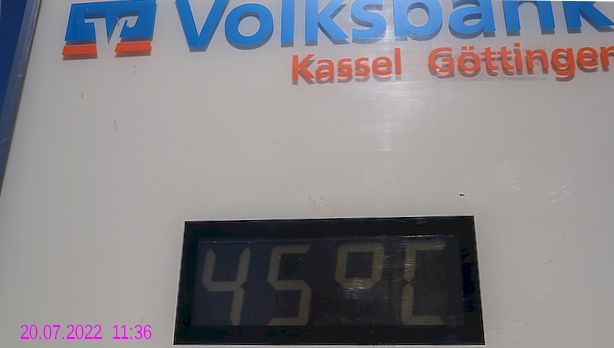 Volksbank
Kassel Göttingen
45°C
20.07.2022 11:36